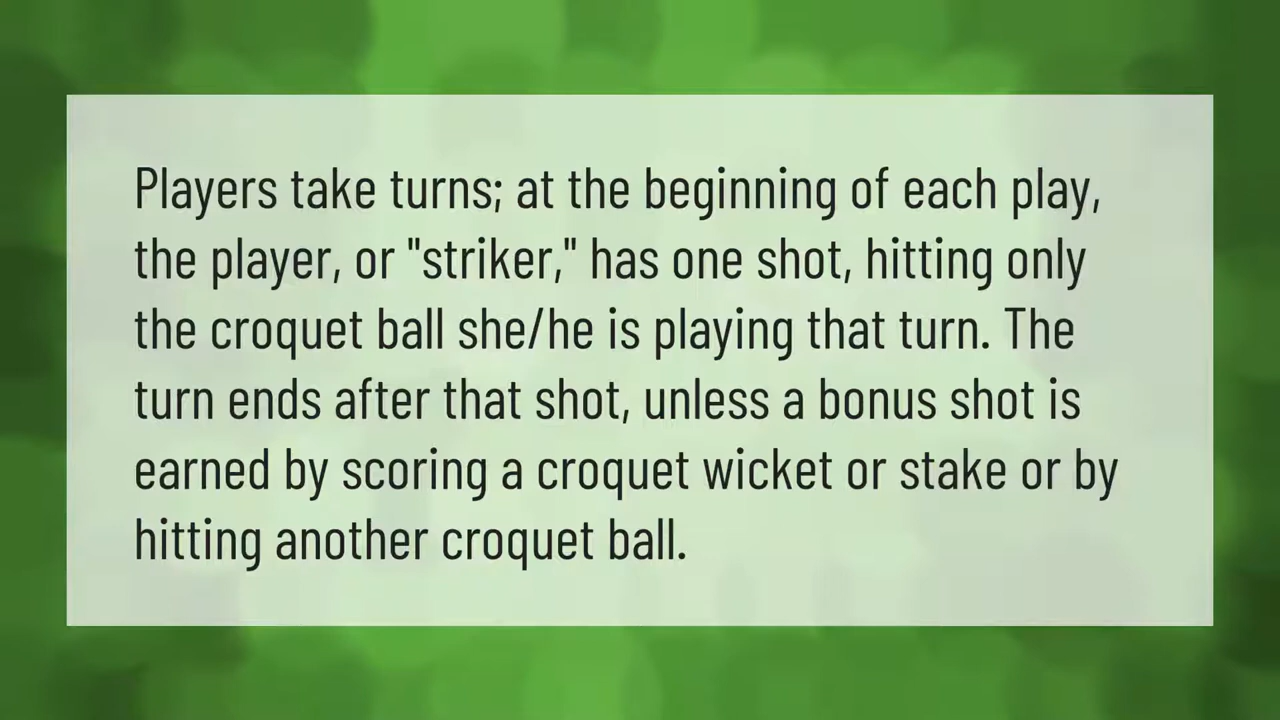 Players take turns; at the beginning of each play,
the player, or "striker," has one shot, hitting only
the croquet ball she/he is playing that turn. The
turn ends after that shot, unless a bonus shot is
earned by scoring a croquet wicket or stake or by
hitting another croquet ball.